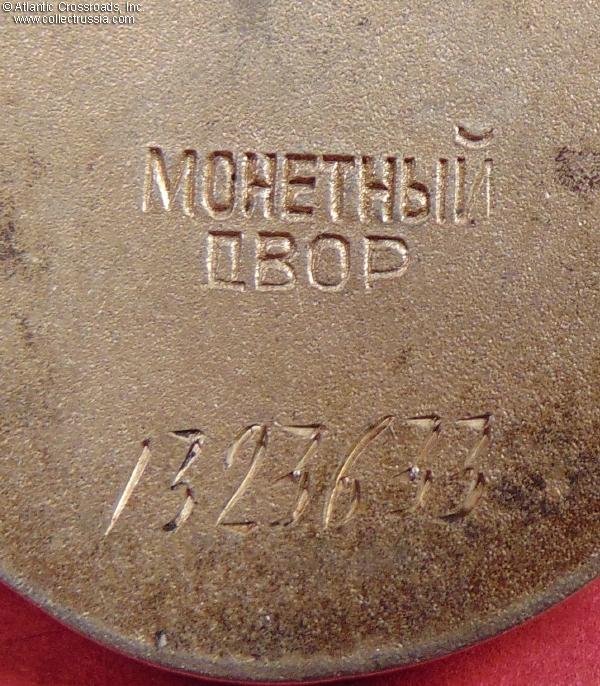 © Atlantic Crossroads, Inc.
www.collectrussia.com
МОНЕТНЫЙ
ДВОР
1323633